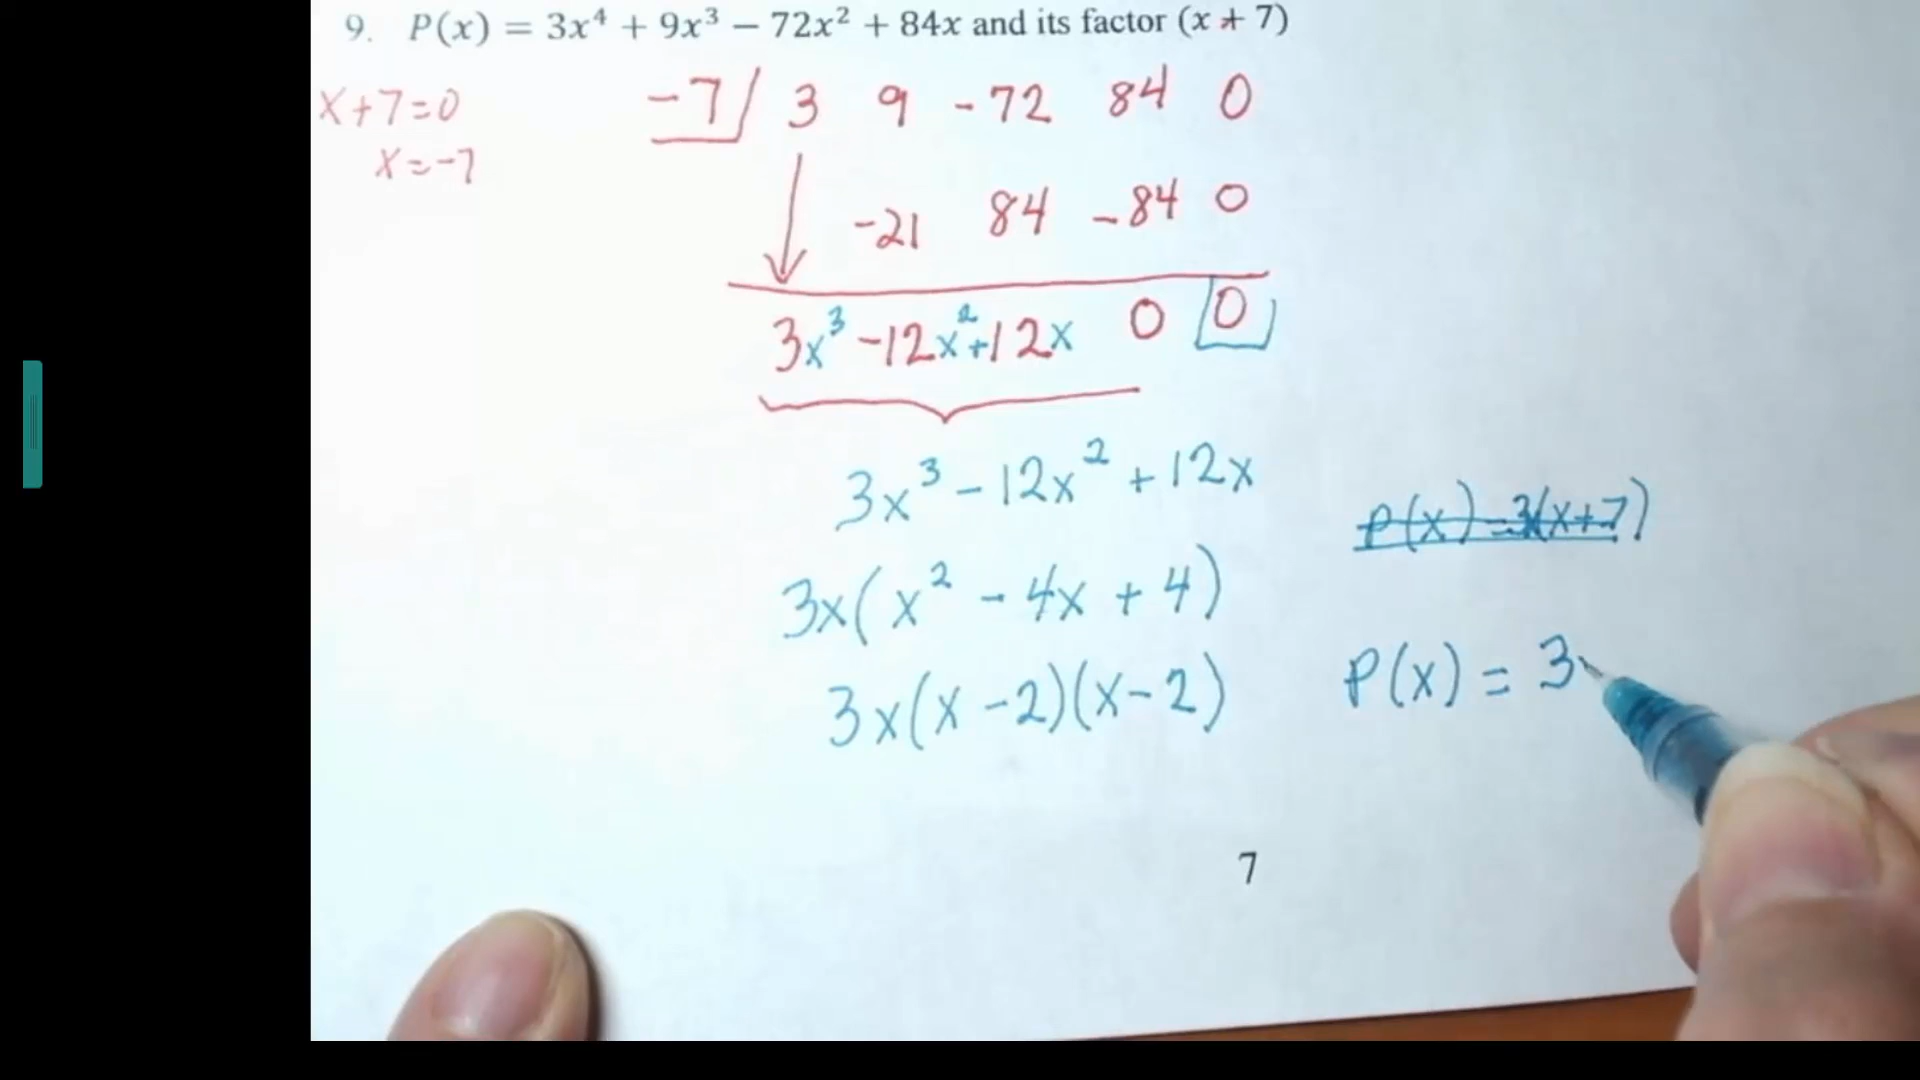 9. P(x) = 3x⁴ + 9x³ − 72x² + 84x and its factor (x + 7)
x+7=0
x=-7
-7 3 9 -72 84 0
-21 84 -84 0
3x³ -12x² +12x 0 0
3x³ - 12x² + 12x
P(x) = 3(x+7)
3x(x² - 4x + 4)
3x(x - 2)(x - 2)
P(x) = 3
7